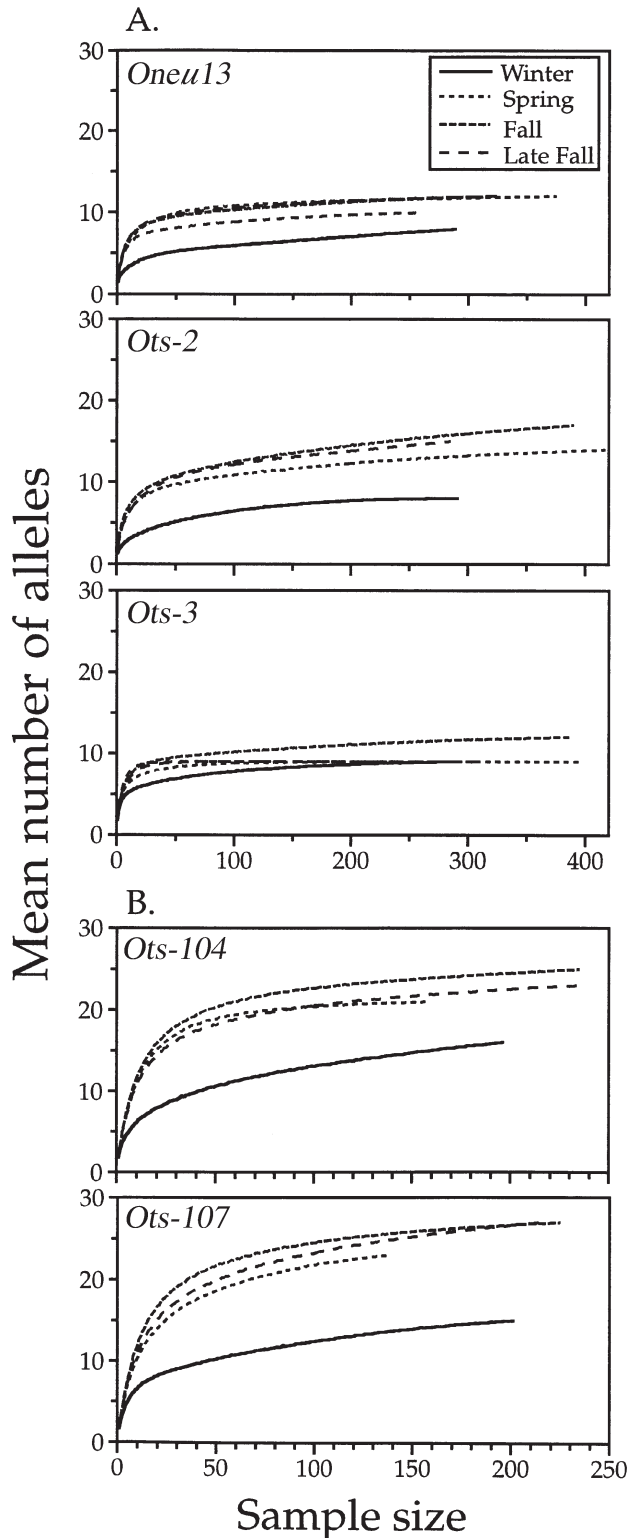 A.
30
20
10
0
Oneµ13
Winter
Spring
Fall
Late Fall
30
20
10
0
Ots-2
30
20
10
0
Ots-3
0 100 200 300 400
B.
30
20
10
0
Ots-104
30
20
10
0
Ots-107
0 50 100 150 200 250
Mean number of alleles
Sample size